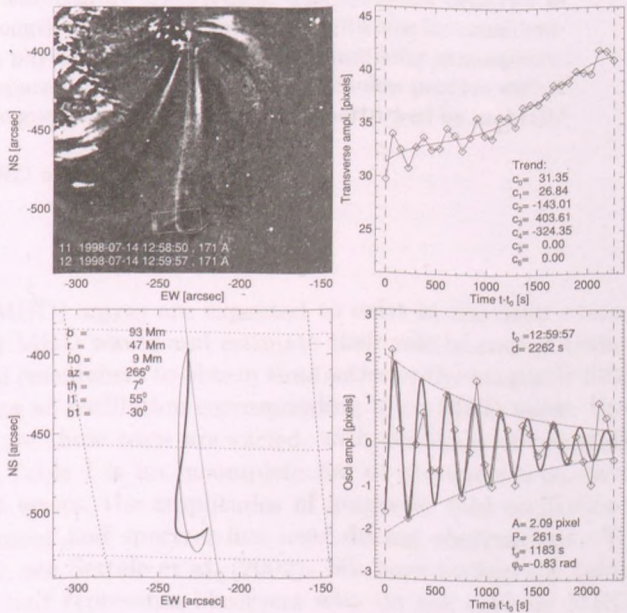 -400
-450
-500
NS [arcsec]
11 1998-07-14 12:58:50 . 171 A
12 1998-07-14 12:59:57 . 171 A
-300 -250 -200 -150
EW [arcsec]
45
40
35
30
25
Transverse ampl. [pixels]
Trend:
c0= 31.35
c1= 26.84
c2= -143.01
c3= 403.61
c4= -324.35
c5= 0.00
c6= 0.00
0 500 1000 1500 2000
Time t-t0 [s]
-400
-450
-500
NS [arcsec]
b = 93 Mm
r = 47 Mm
h0 = 9 Mm
az = 266°
th = 7°
l1 = 55°
b1= -30°
-300 -250 -200 -150
EW [arcsec]
3
2
1
0
-1
-2
-3
Osc. ampl. [pixels]
t0 =12:59:57
d= 2262 s
A= 2.09 pixel
P= 261 s
td= 1183 s
φ0= -0.83 rad
0 500 1000 1500 2000
Time t-t0 [s]